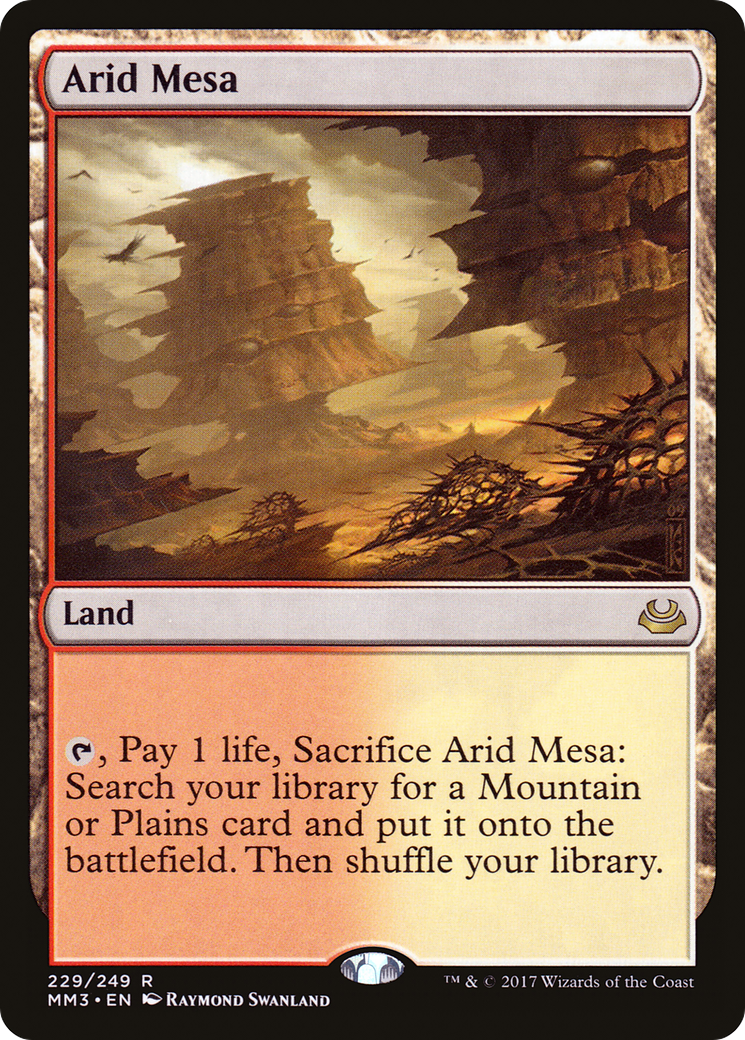 Arid Mesa
Land
, Pay 1 life, Sacrifice Arid Mesa:
Search your library for a Mountain
or Plains card and put it onto the
battlefield. Then shuffle your library.
229/249 R
MM3 • EN Raymond Swanland
™ & © 2017 Wizards of the Coast